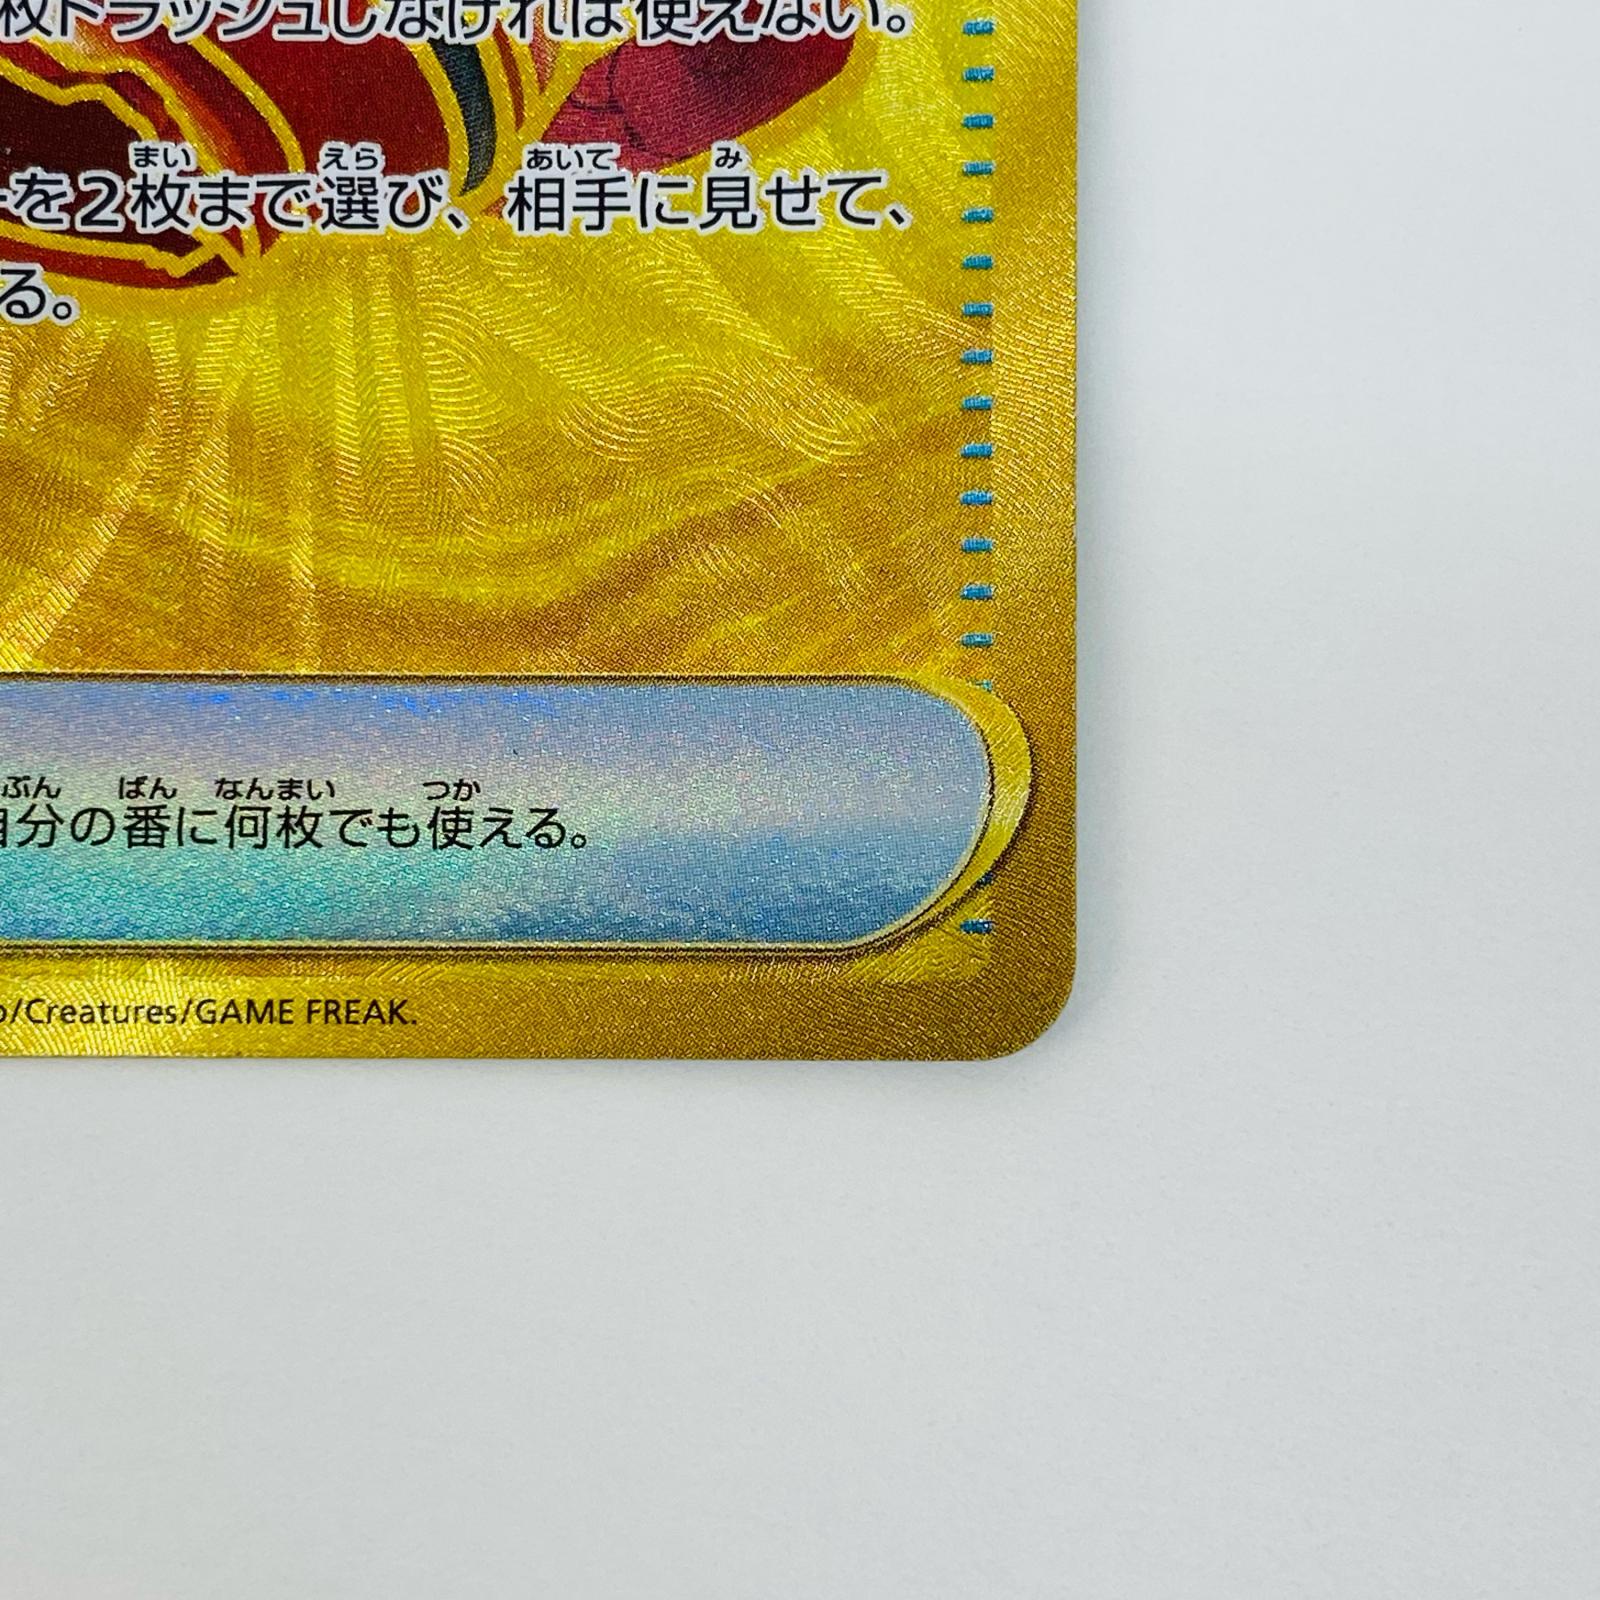 枚トラッシュしなければ使えない。
まい えら あいて み
ーを2枚まで選び、相手に見せて、
る。
ぶん ばん なんまい つか
自分の番に何枚でも使える。
o/Creatures/GAME FREAK.